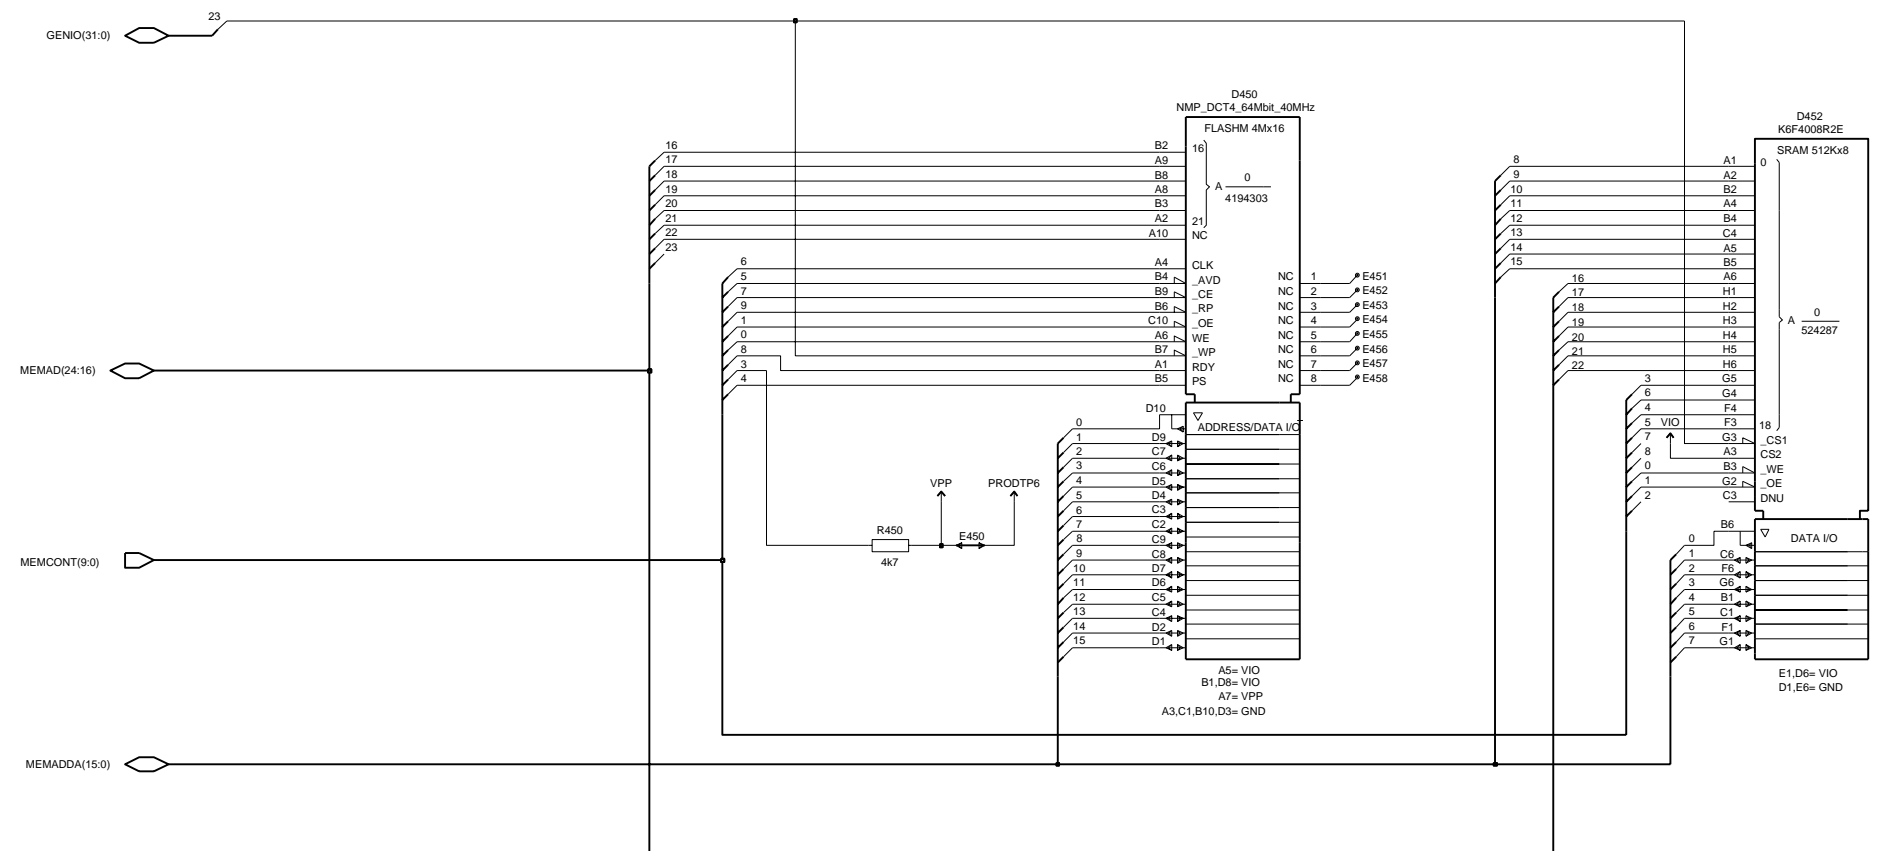 23
GENIO(31:0)
D450
NMP_DCT4_64Mbit_40MHz
FLASHM 4Mx16
16 B2 16
17 A9
18 B8 A 0
19 A8 4194303
20 B3
21 A2 21
22 A10 NC
23
6 A4 CLK
5 B4 _AVD NC 1 E451
7 B9 _CE NC 2 E452
9 B6 _RP NC 3 E453
1 C10 _OE NC 4 E454
0 A6 WE NC 5 E455
8 B7 _WP NC 6 E456
3 A1 RDY NC 7 E457
4 B5 PS NC 8 E458
MEMAD(24:16)
D10
ADDRESS/DATA I/O
0
1 D9
2 C7
3 C6
4 D5
5 D4
6 C3
7 C2
8 C9
9 C8
10 D7
11 D6
12 C5
13 C4
14 D2
15 D1
A5= VIO
B1,D8= VIO
A7= VPP
A3,C1,B10,D3= GND
VPP PRODTP6
R450 E450
4k7
MEMCONT(9:0)
MEMADDA(15:0)
D452
K6F4008R2E
SRAM 512Kx8
8 A1 0
9 A2
10 B2
11 A4
12 B4
13 C4
14 A5
15 B5
16 A6
17 H1
18 H2 A 0
19 H3 524287
20 H4
21 H5
22 H6
3 G5
6 G4
4 F4
5 VIO F3 18
7 G3 _CS1
8 A3 CS2
0 B3 _WE
1 G2 _OE
2 C3 DNU
B6
DATA I/O
0
1 C6
2 F6
3 G6
4 B1
5 C1
6 F1
7 G1
E1,D6= VIO
D1,E6= GND